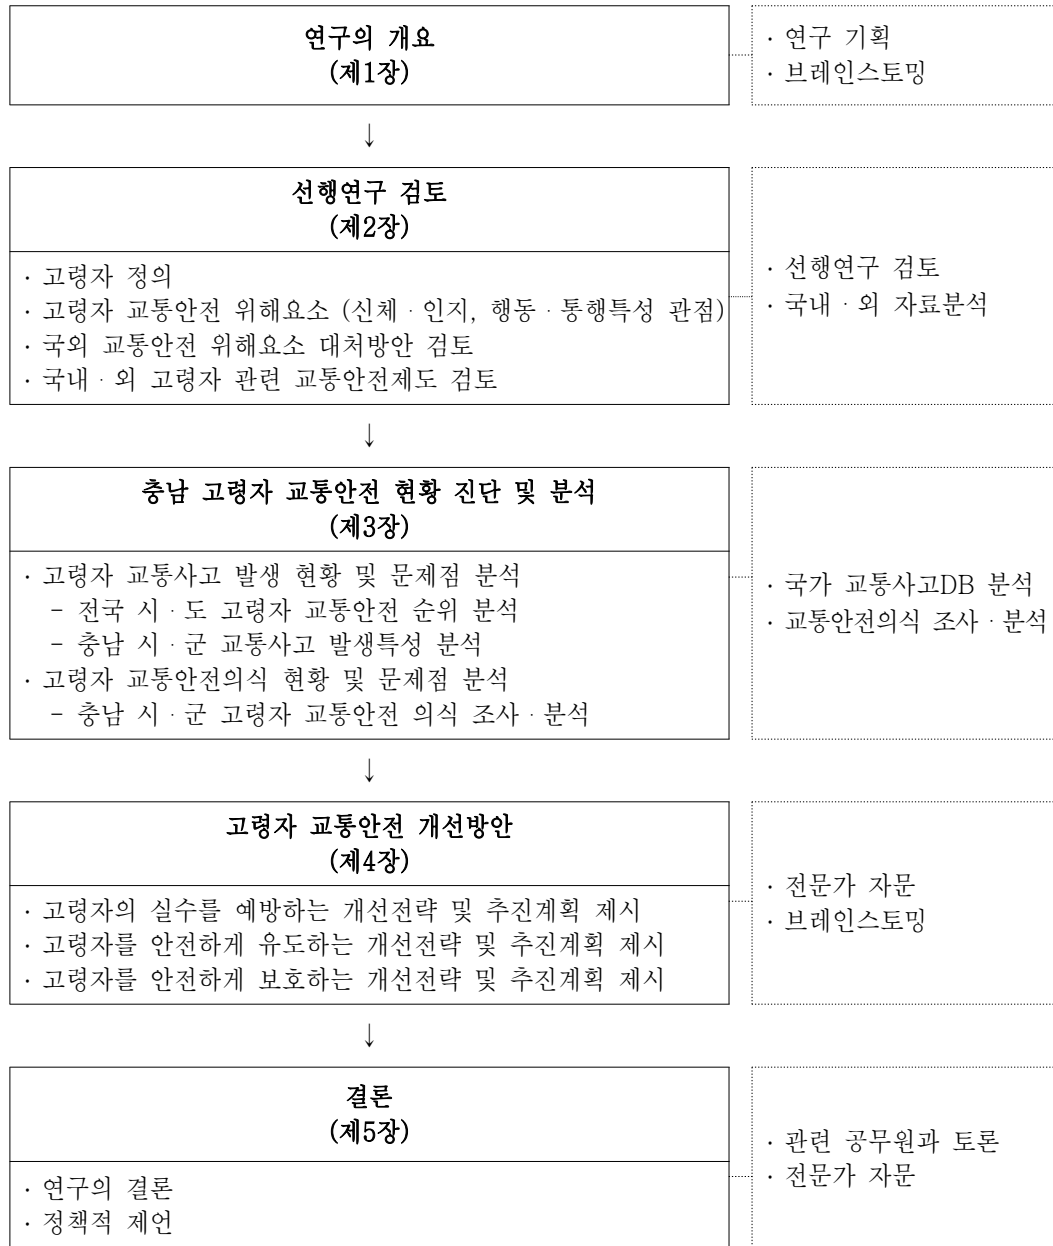 연구의 개요
(제1장)
· 연구 기획
· 브레인스토밍
↓
선행연구 검토
(제2장)
· 고령자 정의
· 고령자 교통안전 위해요소 (신체 · 인지, 행동 · 통행특성 관점)
· 국외 교통안전 위해요소 대처방안 검토
· 국내 · 외 고령자 관련 교통안전제도 검토
· 선행연구 검토
· 국내 · 외 자료분석
↓
충남 고령자 교통안전 현황 진단 및 분석
(제3장)
· 고령자 교통사고 발생 현황 및 문제점 분석
- 전국 시 · 도 고령자 교통안전 순위 분석
- 충남 시 · 군 교통사고 발생특성 분석
· 고령자 교통안전의식 현황 및 문제점 분석
- 충남 시 · 군 고령자 교통안전 의식 조사 · 분석
· 국가 교통사고DB 분석
· 교통안전의식 조사 · 분석
↓
고령자 교통안전 개선방안
(제4장)
· 고령자의 실수를 예방하는 개선전략 및 추진계획 제시
· 고령자를 안전하게 유도하는 개선전략 및 추진계획 제시
· 고령자를 안전하게 보호하는 개선전략 및 추진계획 제시
· 전문가 자문
· 브레인스토밍
↓
결론
(제5장)
· 연구의 결론
· 정책적 제언
· 관련 공무원과 토론
· 전문가 자문